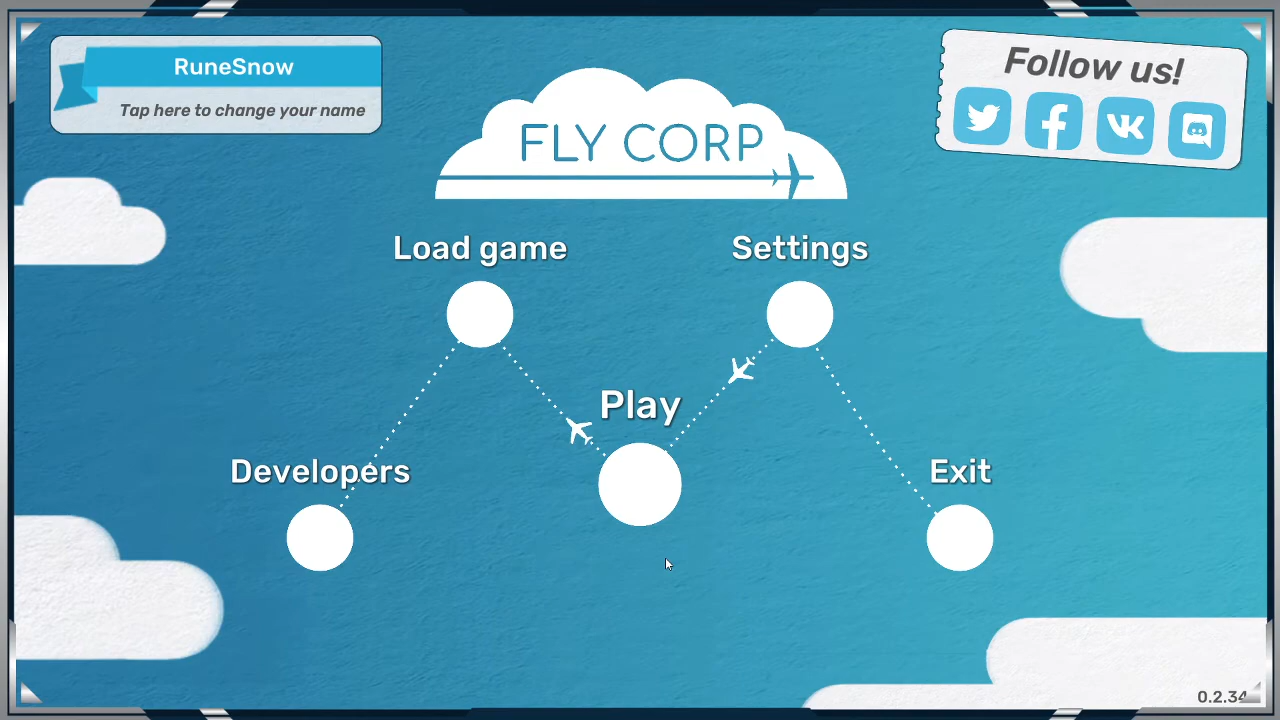 RuneSnow
Tap here to change your name
Follow us!
FLY CORP
Load game
Settings
Play
Developers
Exit
0.2.34